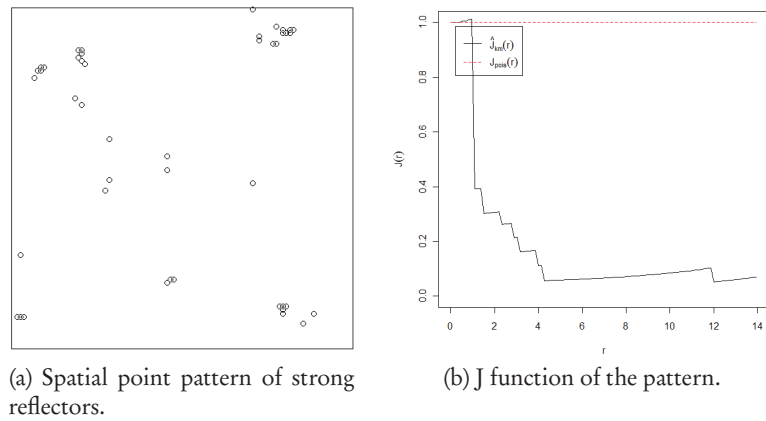 1.0
0.8
0.6
0.4
0.2
0.0
J(r)
Ĵkm(r)
Jpois(r)
0 2 4 6 8 10 12 14
r
(a) Spatial point pattern of strong
reflectors.
(b) J function of the pattern.